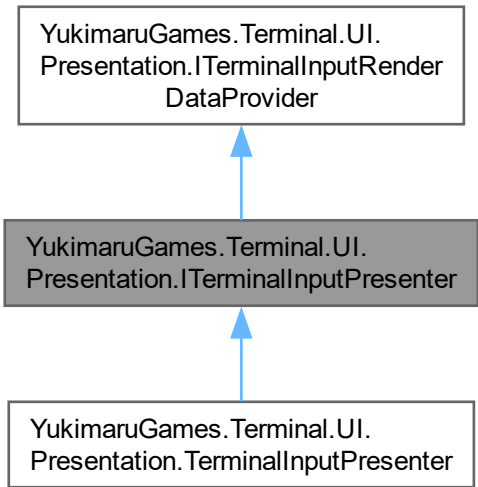 YukimaruGames.Terminal.UI.
Presentation.ITerminalInputRender
DataProvider
YukimaruGames.Terminal.UI.
Presentation.ITerminalInputPresenter
YukimaruGames.Terminal.UI.
Presentation.TerminalInputPresenter